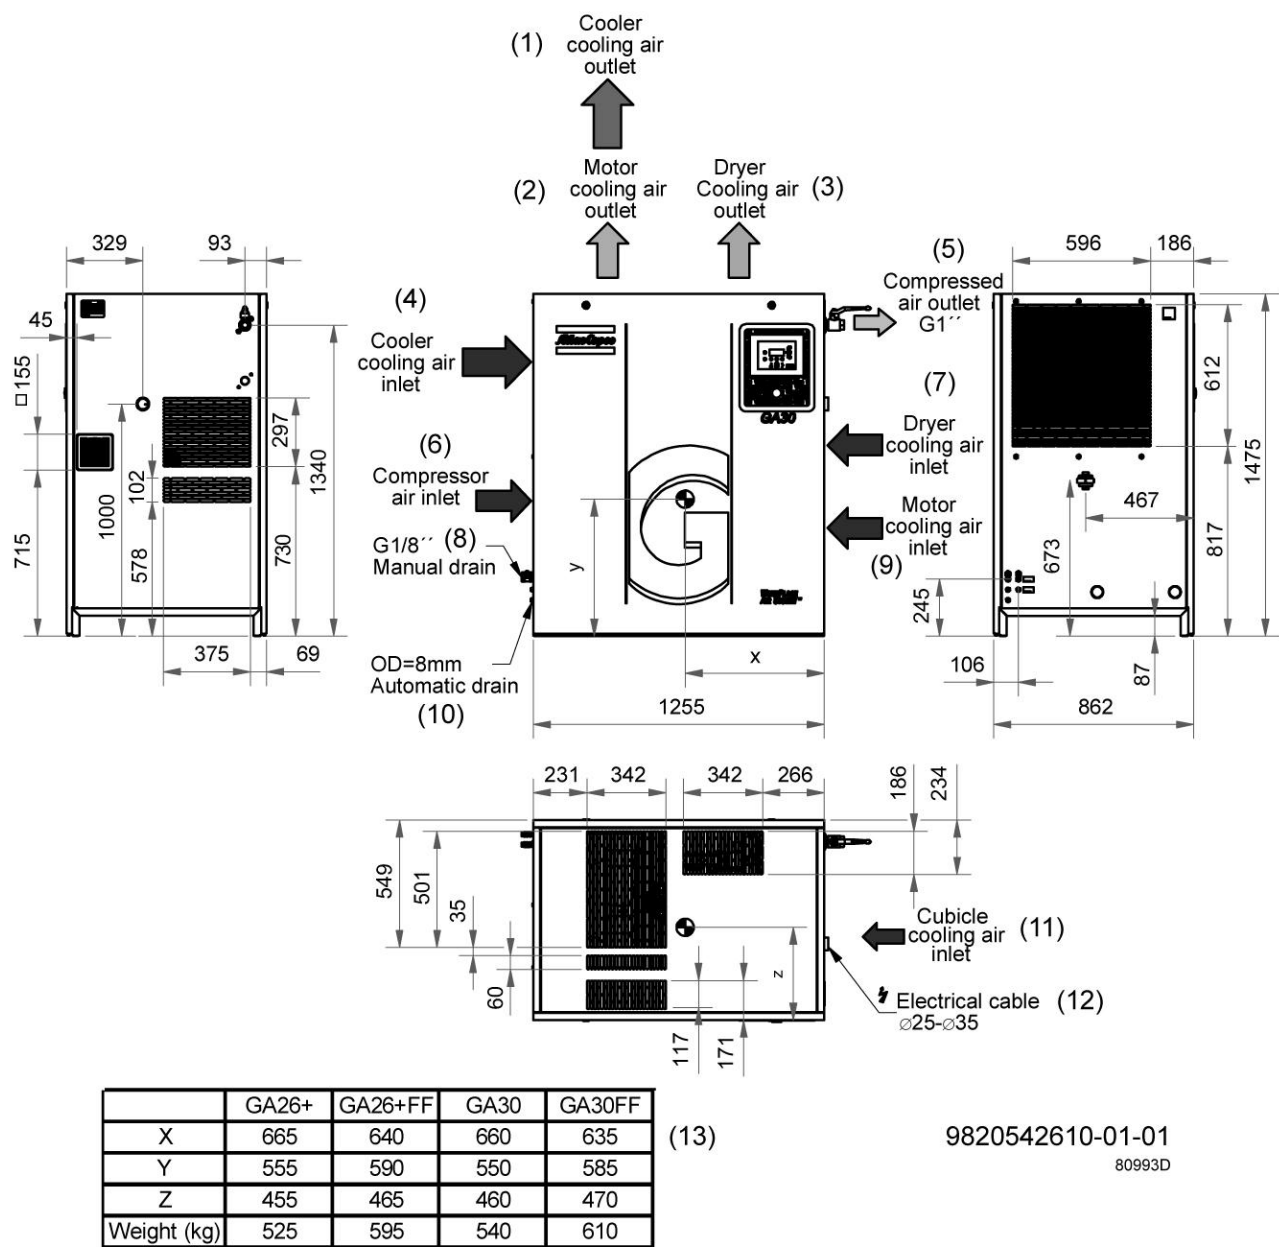 Cooler
(1) cooling air
outlet
Motor
(2) cooling air
outlet
Dryer
Cooling air (3)
outlet
329
93
45
□155
715
1000
102
578
297
730
1340
375
69
(4)
Cooler
cooling air
inlet
(6)
Compressor
air inlet
G1/8´´ (8)
Manual drain
OD=8mm
Automatic drain
(10)
Atlas Copco
GA30
y
x
1255
(5)
Compressed
air outlet
G1´´
(7)
Dryer
cooling air
inlet
Motor
cooling air
inlet
(9)
596
186
612
1475
467
817
673
245
106
87
862
231
342
342
266
186
234
549
501
35
60
117
171
z
Cubicle
cooling air (11)
inlet
Electrical cable (12)
⌀25-⌀35
GA26+ GA26+FF GA30 GA30FF
X 665 640 660 635 (13)
Y 555 590 550 585
Z 455 465 460 470
Weight (kg) 525 595 540 610
9820542610-01-01
80993D